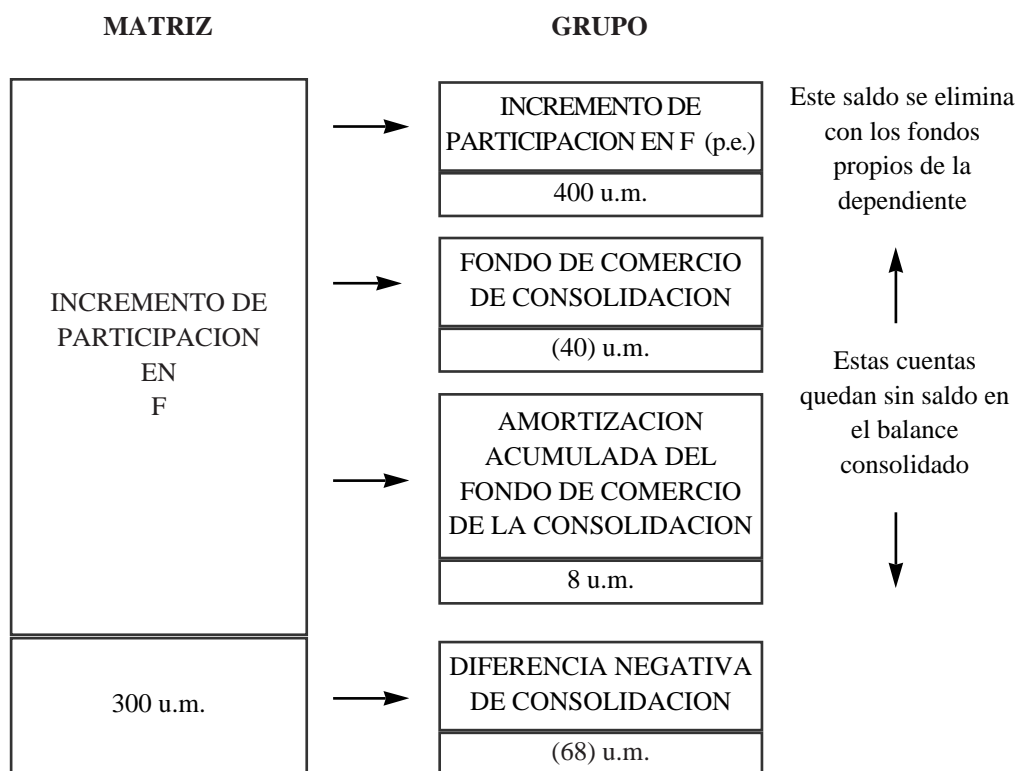 MATRIZ
GRUPO
INCREMENTO DE
PARTICIPACION
EN
F
300 u.m.
INCREMENTO DE
PARTICIPACION EN F (p.e.)
400 u.m.
FONDO DE COMERCIO
DE CONSOLIDACION
(40) u.m.
AMORTIZACION
ACUMULADA DEL
FONDO DE COMERCIO
DE LA CONSOLIDACION
8 u.m.
DIFERENCIA NEGATIVA
DE CONSOLIDACION
(68) u.m.
Este saldo se elimina
con los fondos
propios de la
dependiente
Estas cuentas
quedan sin saldo en
el balance
consolidado